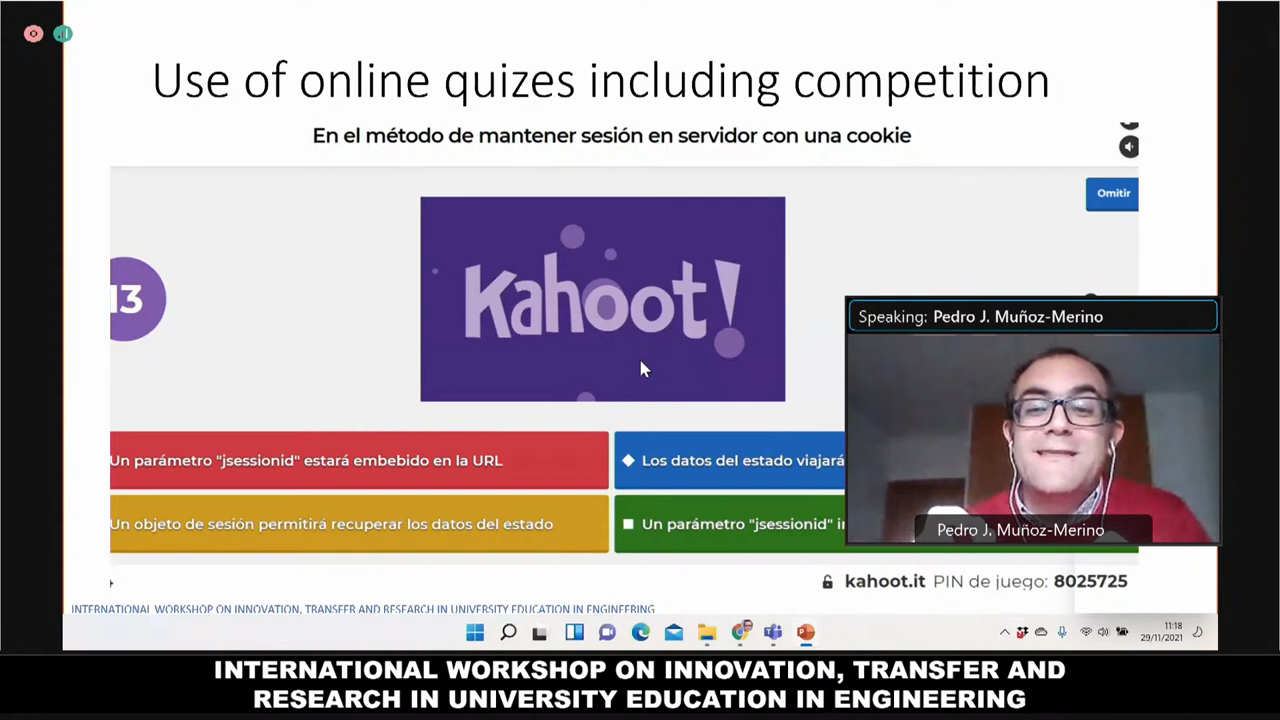 Use of online quizes including competition
En el método de mantener sesión en servidor con una cookie
Omitir
13
Kahoot!
Speaking: Pedro J. Muñoz-Merino
Un parámetro "jsessionid" estará embebido en la URL
Los datos del estado viajará
Un objeto de sesión permitirá recuperar los datos del estado
Un parámetro "jsessionid"
Pedro J. Muñoz-Merino
kahoot.it PIN de juego: 8025725
INTERNATIONAL WORKSHOP ON INNOVATION, TRANSFER AND RESEARCH IN UNIVERSITY EDUCATION IN ENGINEERING
11:18
29/11/2021
INTERNATIONAL WORKSHOP ON INNOVATION, TRANSFER AND
RESEARCH IN UNIVERSITY EDUCATION IN ENGINEERING